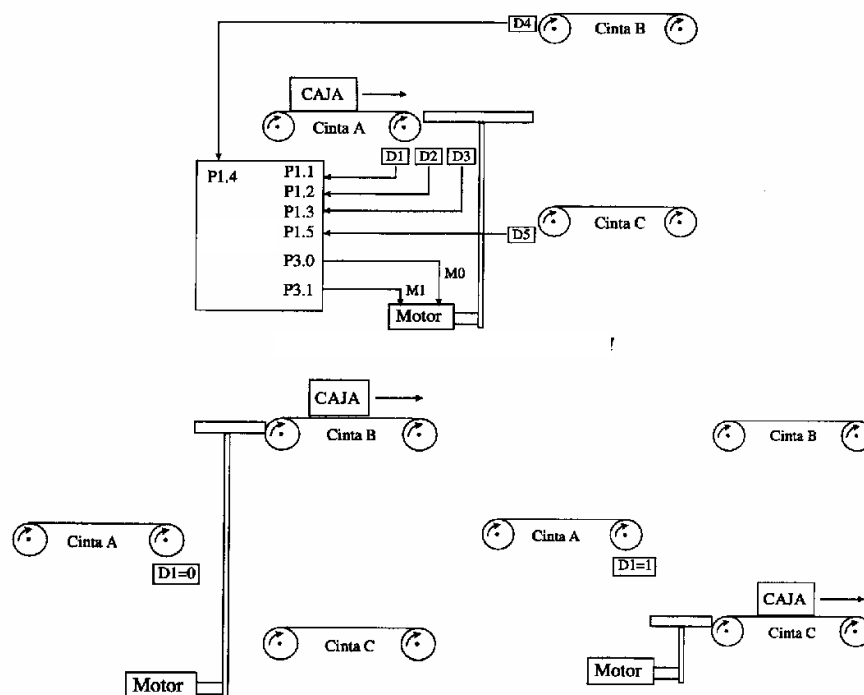 D4
Cinta B
CAJA
Cinta A
D1 D2 D3
P1.4
P1.1
P1.2
P1.3
P1.5
D5
Cinta C
P3.0
M0
P3.1
M1
Motor
CAJA
Cinta B
Cinta A
D1=0
Cinta C
Motor
Cinta B
Cinta A
D1=1
CAJA
Cinta C
Motor